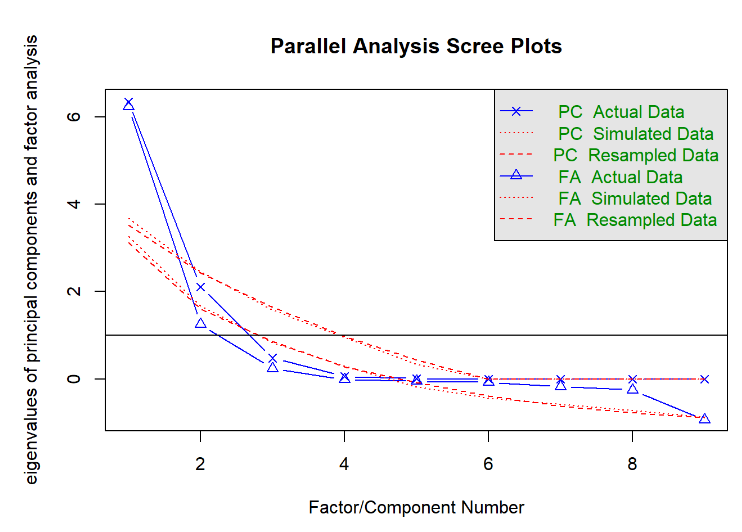 Parallel Analysis Scree Plots
eigenvalues of principal components and factor analysis
6
4
2
0
PC Actual Data
PC Simulated Data
PC Resampled Data
FA Actual Data
FA Simulated Data
FA Resampled Data
2 4 6 8
Factor/Component Number